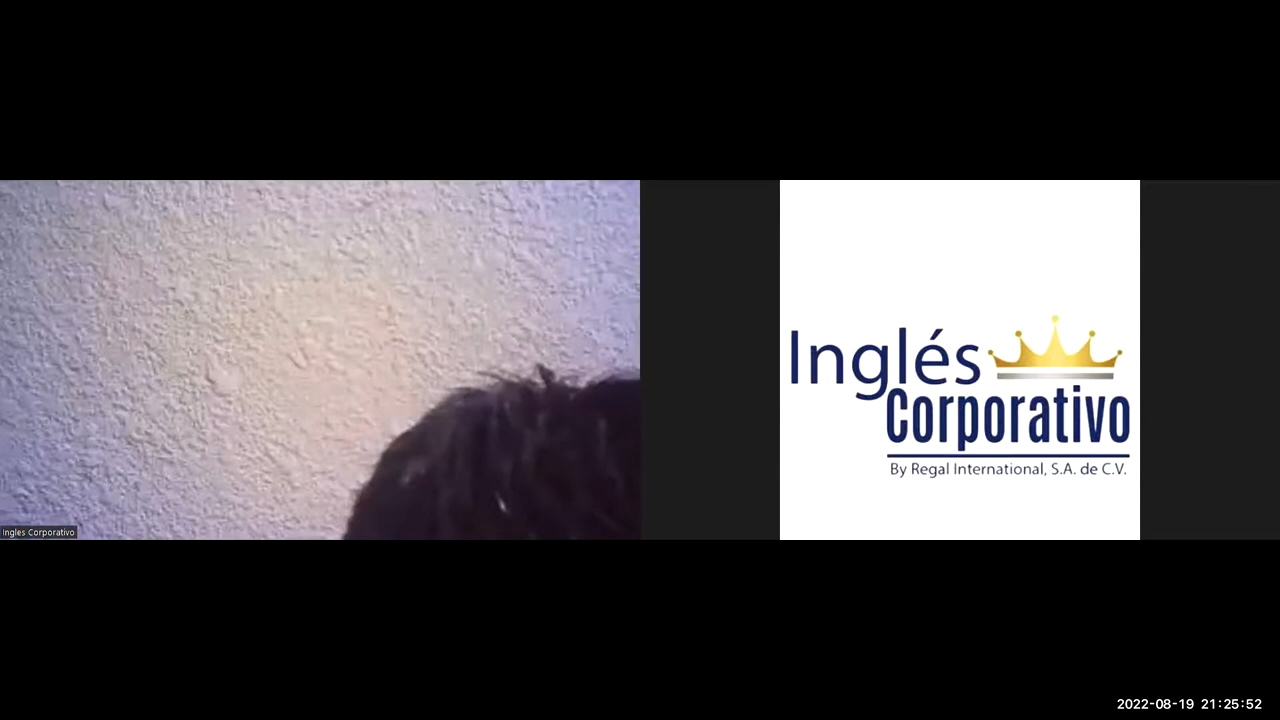 Inglés
Corporativo
By Regal International, S.A. de C.V.
Ingles Corporativo
2022-08-19 21:25:52